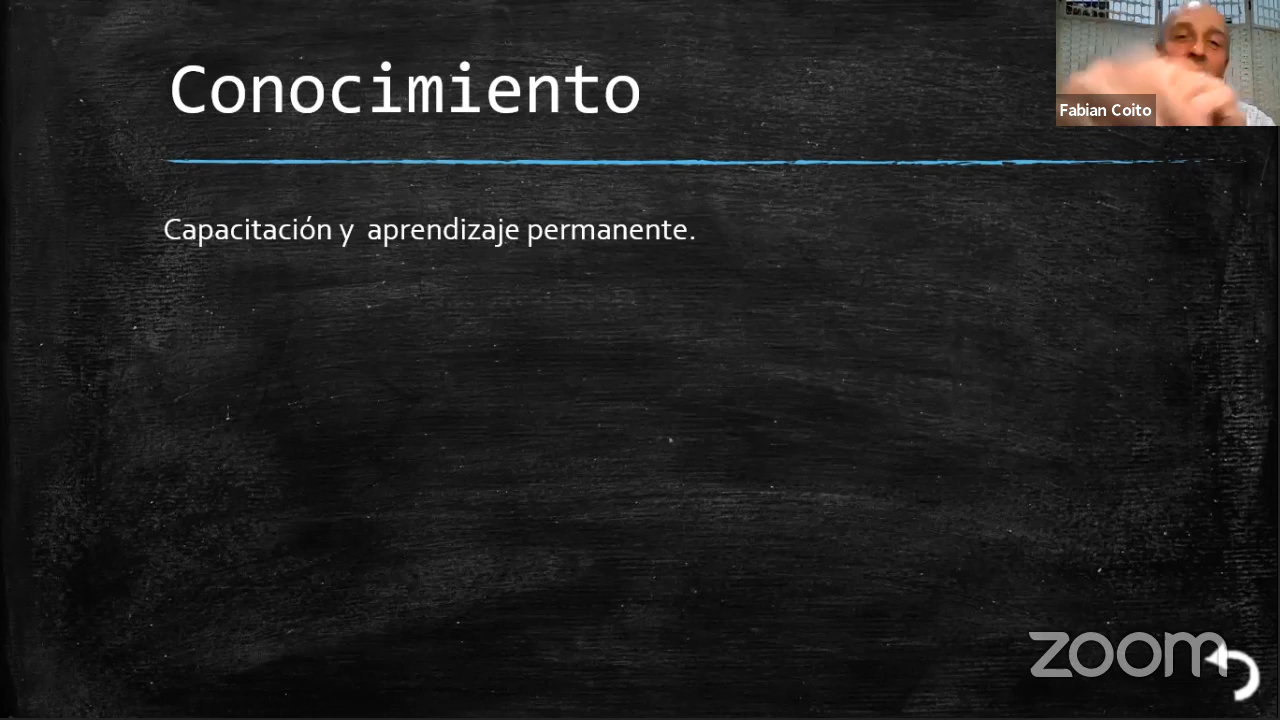 Conocimiento
Fabian Coito
Capacitación y  aprendizaje permanente.
zoom